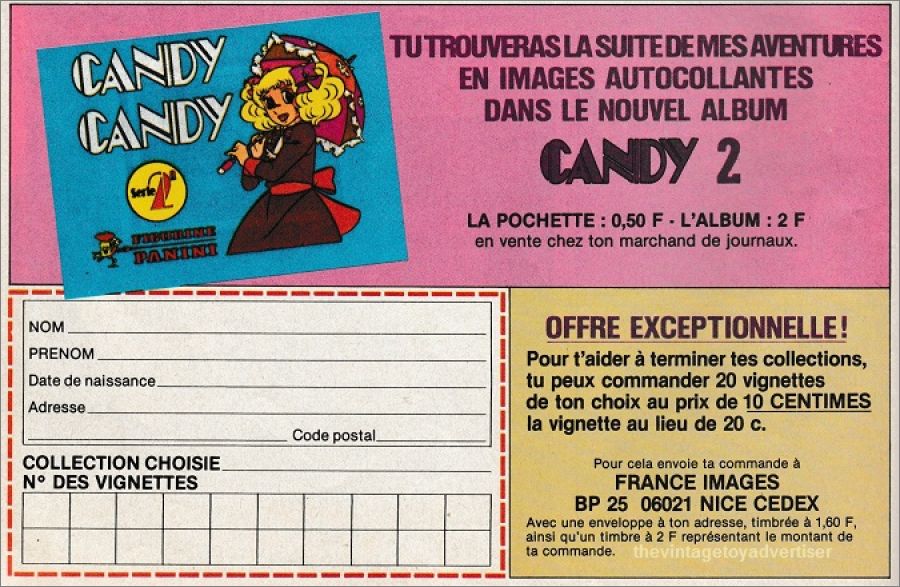 CANDY
CANDY
Serie 2a
FIGURINE
PANINI
TU TROUVERAS LA SUITE DE MES AVENTURES
EN IMAGES AUTOCOLLANTES
DANS LE NOUVEL ALBUM
CANDY 2
LA POCHETTE : 0,50 F - L'ALBUM : 2 F
en vente chez ton marchand de journaux.
NOM
PRENOM
Date de naissance
Adresse
Code postal
COLLECTION CHOISIE
N° DES VIGNETTES
OFFRE EXCEPTIONNELLE!
Pour t'aider à terminer tes collections,
tu peux commander 20 vignettes
de ton choix au prix de 10 CENTIMES
la vignette au lieu de 20 c.
Pour cela envoie ta commande à
FRANCE IMAGES
BP 25 06021 NICE CEDEX
Avec une enveloppe à ton adresse, timbrée à 1,60 F,
ainsi qu'un timbre à 2 F représentant le montant de
ta commande.
thevintagetoyadvertiser